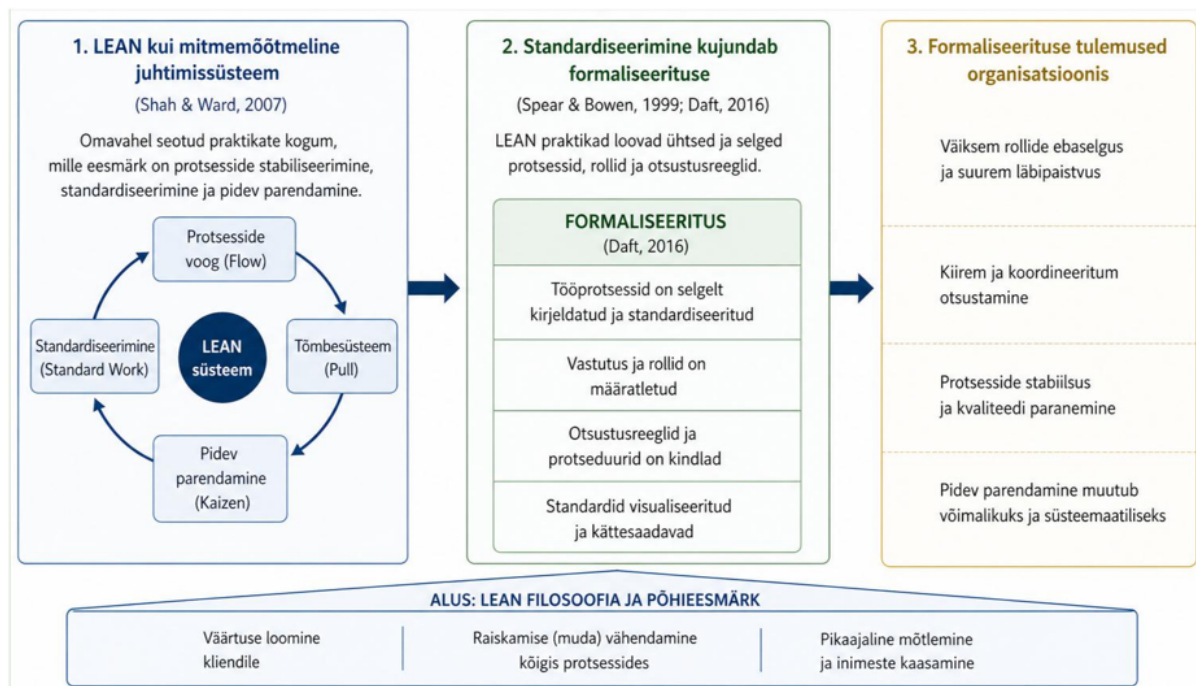 1. LEAN kui mitmemõõtmeline
juhtimissüsteem
(Shah & Ward, 2007)
Omavahel seotud praktikate kogum,
mille eesmärk on protsesside stabiliseerimine,
standardiseerimine ja pidev parendamine.
Protsesside
voog (Flow)
Standardiseerimine
(Standard Work)
LEAN
süsteem
Tõmbesüsteem
(Pull)
Pidev
parendamine
(Kaizen)
2. Standardiseerimine kujundab
formaliseerituse
(Spear & Bowen, 1999; Daft, 2016)
LEAN praktikad loovad ühtsed ja selged
protsessid, rollid ja otsustusreeglid.
FORMALISEERITUS
(Daft, 2016)
Tööprotsessid on selgelt
kirjeldatud ja standardiseeritud
Vastutus ja rollid on
määratletud
Otsustusreeglid ja
protseduurid on kindlad
Standardid visualiseeritud
ja kättesaadavad
3. Formaliseerituse tulemused
organisatsioonis
Väiksem rollide ebaselgus
ja suurem läbipaistvus
Kiirem ja koordineeritum
otsustamine
Protsesside stabiilsus
ja kvaliteedi paranemine
Pidev parendamine muutub
võimalikuks ja süsteemaatiliseks
ALUS: LEAN FILOSOOFIA JA PÕHIEESMÄRK
Väärtuse loomine
kliendile
Raiskamise (muda) vähendamine
kõigis protsessides
Pikaajaline mõtlemine
ja inimeste kaasamine